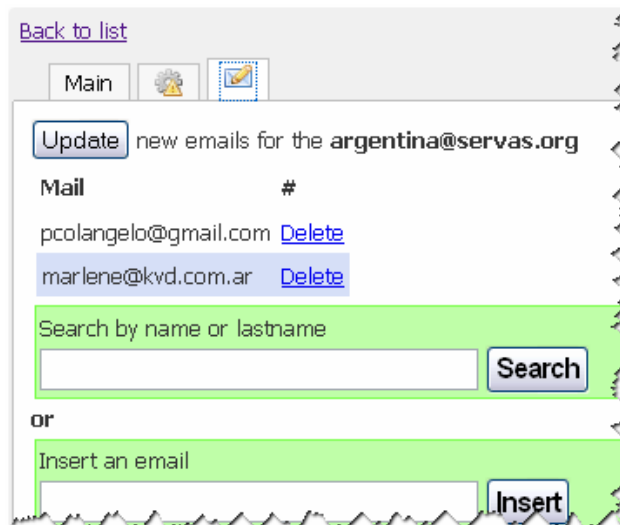 Back to list
Main
Update new emails for the argentina@servas.org
Mail #
pcolangelo@gmail.com Delete
marlene@kvd.com.ar Delete
Search by name or lastname
Search
or
Insert an email
Insert